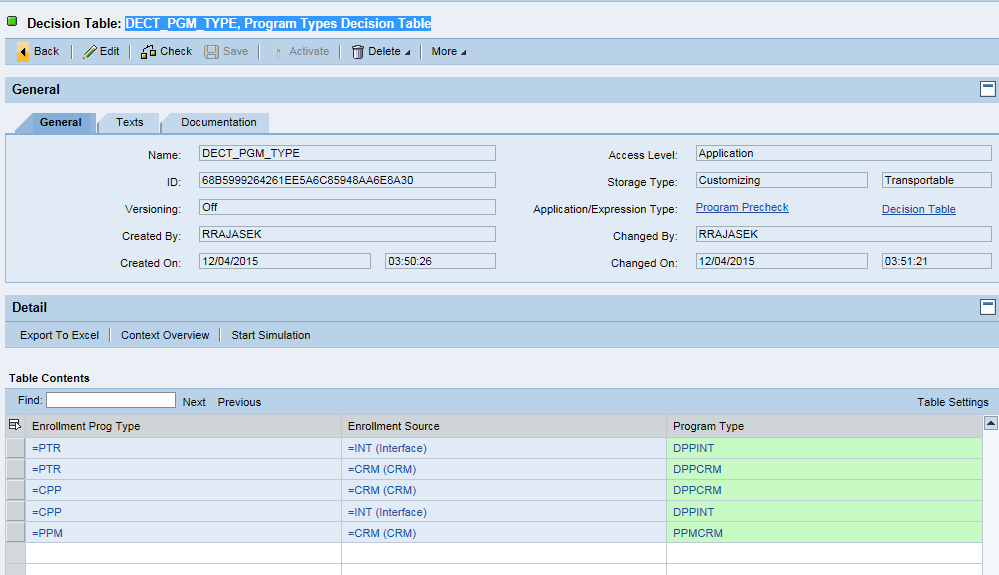 Decision Table: DECT_PGM_TYPE, Program Types Decision Table
Back Edit Check Save Activate Delete More
General
General Texts Documentation
Name: DECT_PGM_TYPE Access Level: Application
ID: 68B5999264261EE5A6C85948AA6E8A30 Storage Type: Customizing Transportable
Versioning: Off Application/Expression Type: Program Precheck Decision Table
Created By: RRAJASEK Changed By: RRAJASEK
Created On: 12/04/2015 03:50:26 Changed On: 12/04/2015 03:51:21
Detail
Export To Excel Context Overview Start Simulation
Table Contents
Find: Next Previous Table Settings
Enrollment Prog Type Enrollment Source Program Type
=PTR =INT (Interface) DPPINT
=PTR =CRM (CRM) DPPCRM
=CPP =CRM (CRM) DPPCRM
=CPP =INT (Interface) DPPINT
=PPM =CRM (CRM) PPMCRM